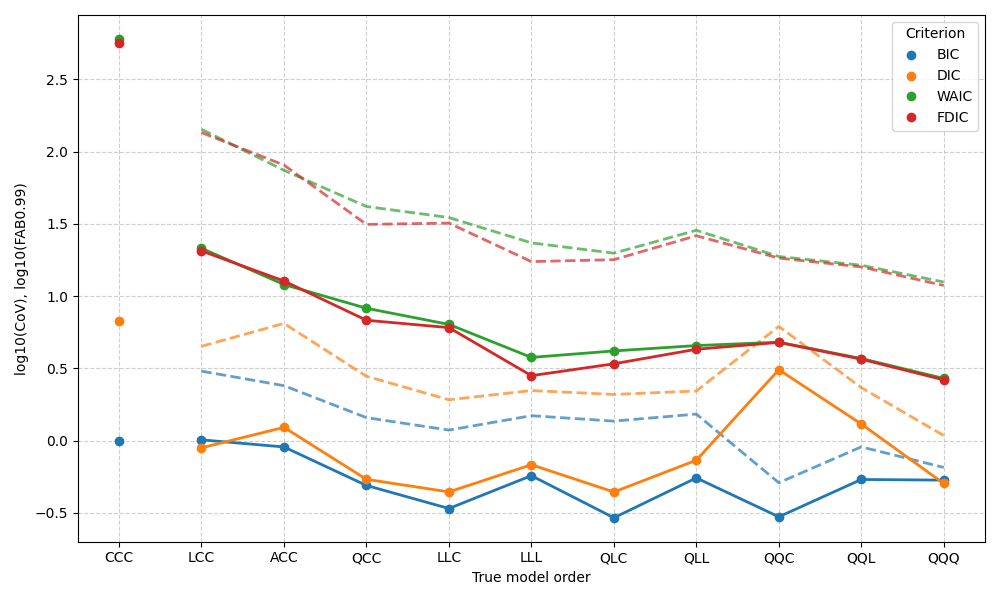 Criterion
BIC
DIC
WAIC
FDIC
log10(CoV), log10(FAB0.99)
2.5
2.0
1.5
1.0
0.5
0.0
−0.5
CCC LCC ACC QCC LLC LLL QLC QLL QQC QQL QQQ
True model order